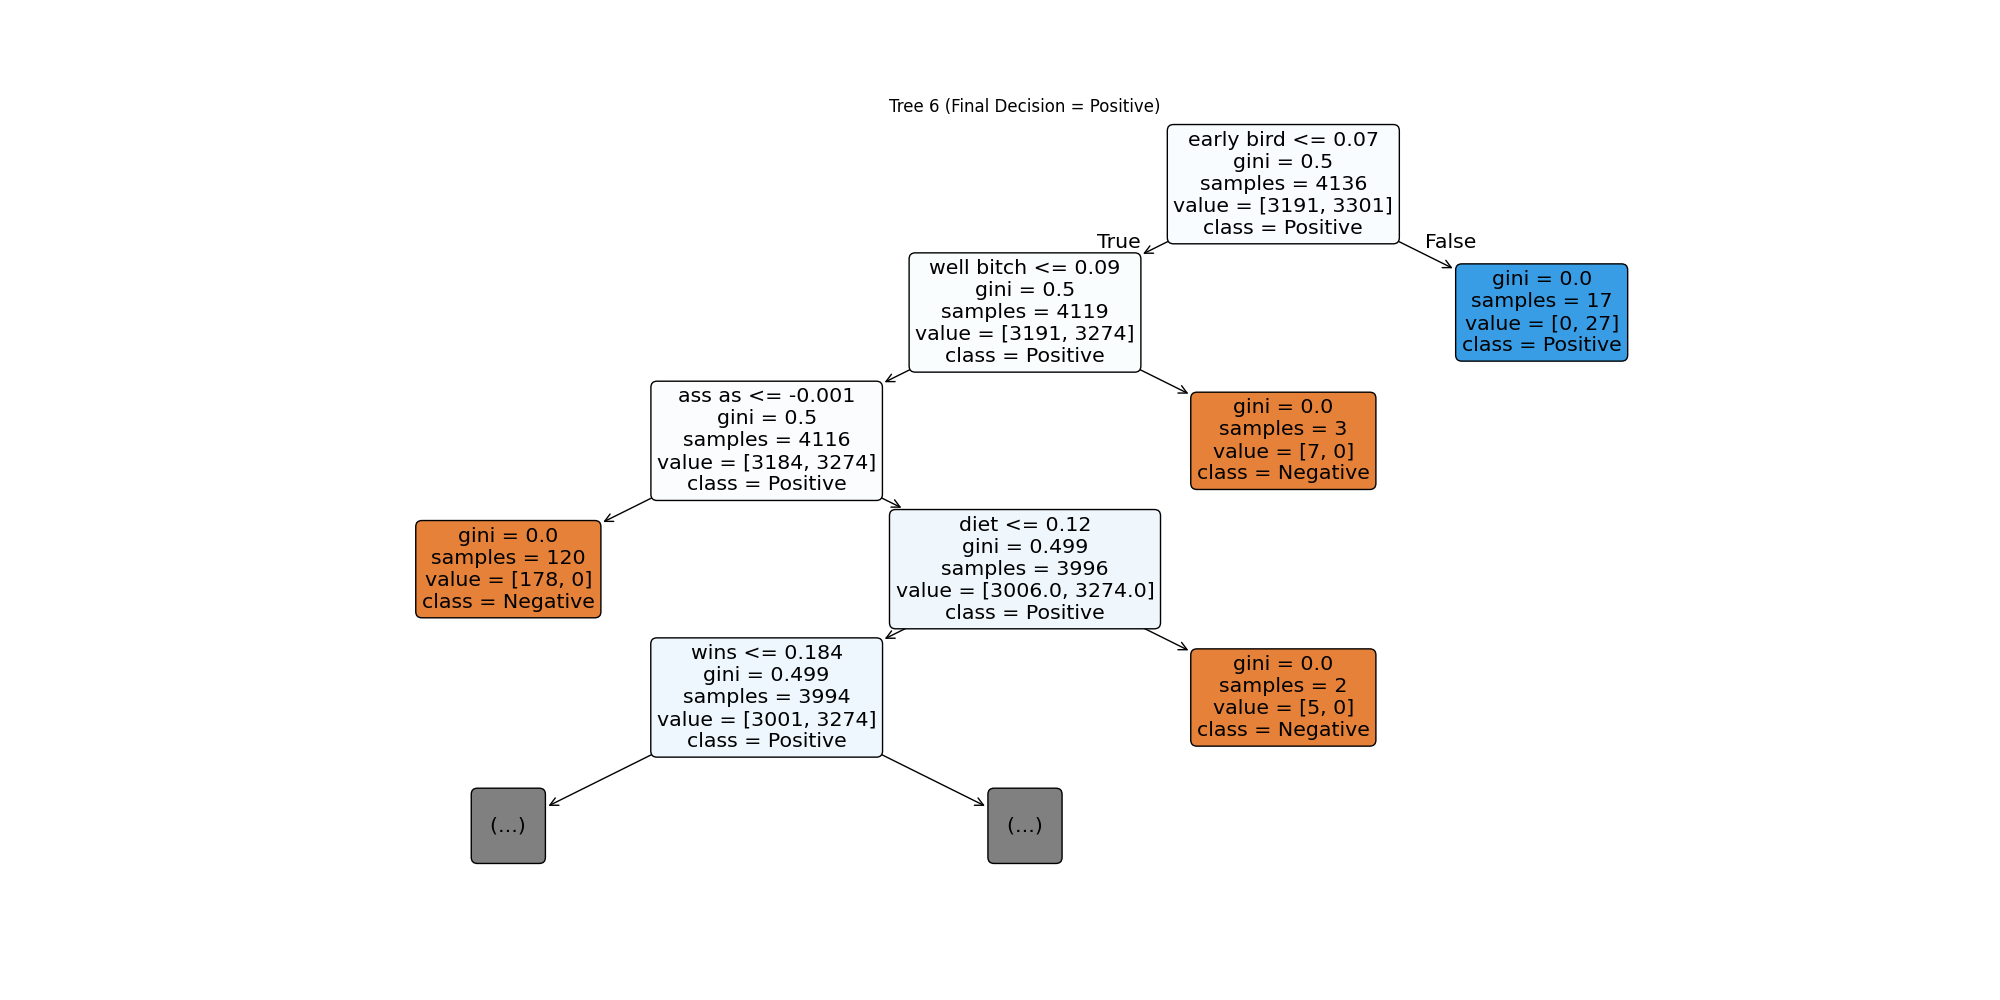 Tree 6 (Final Decision = Positive)
early bird <= 0.07
gini = 0.5
samples = 4136
value = [3191, 3301]
class = Positive
True
False
well bitch <= 0.09
gini = 0.5
samples = 4119
value = [3191, 3274]
class = Positive
gini = 0.0
samples = 17
value = [0, 27]
class = Positive
ass as <= -0.001
gini = 0.5
samples = 4116
value = [3184, 3274]
class = Positive
gini = 0.0
samples = 3
value = [7, 0]
class = Negative
gini = 0.0
samples = 120
value = [178, 0]
class = Negative
diet <= 0.12
gini = 0.499
samples = 3996
value = [3006.0, 3274.0]
class = Positive
wins <= 0.184
gini = 0.499
samples = 3994
value = [3001, 3274]
class = Positive
gini = 0.0
samples = 2
value = [5, 0]
class = Negative
(...)
(...)